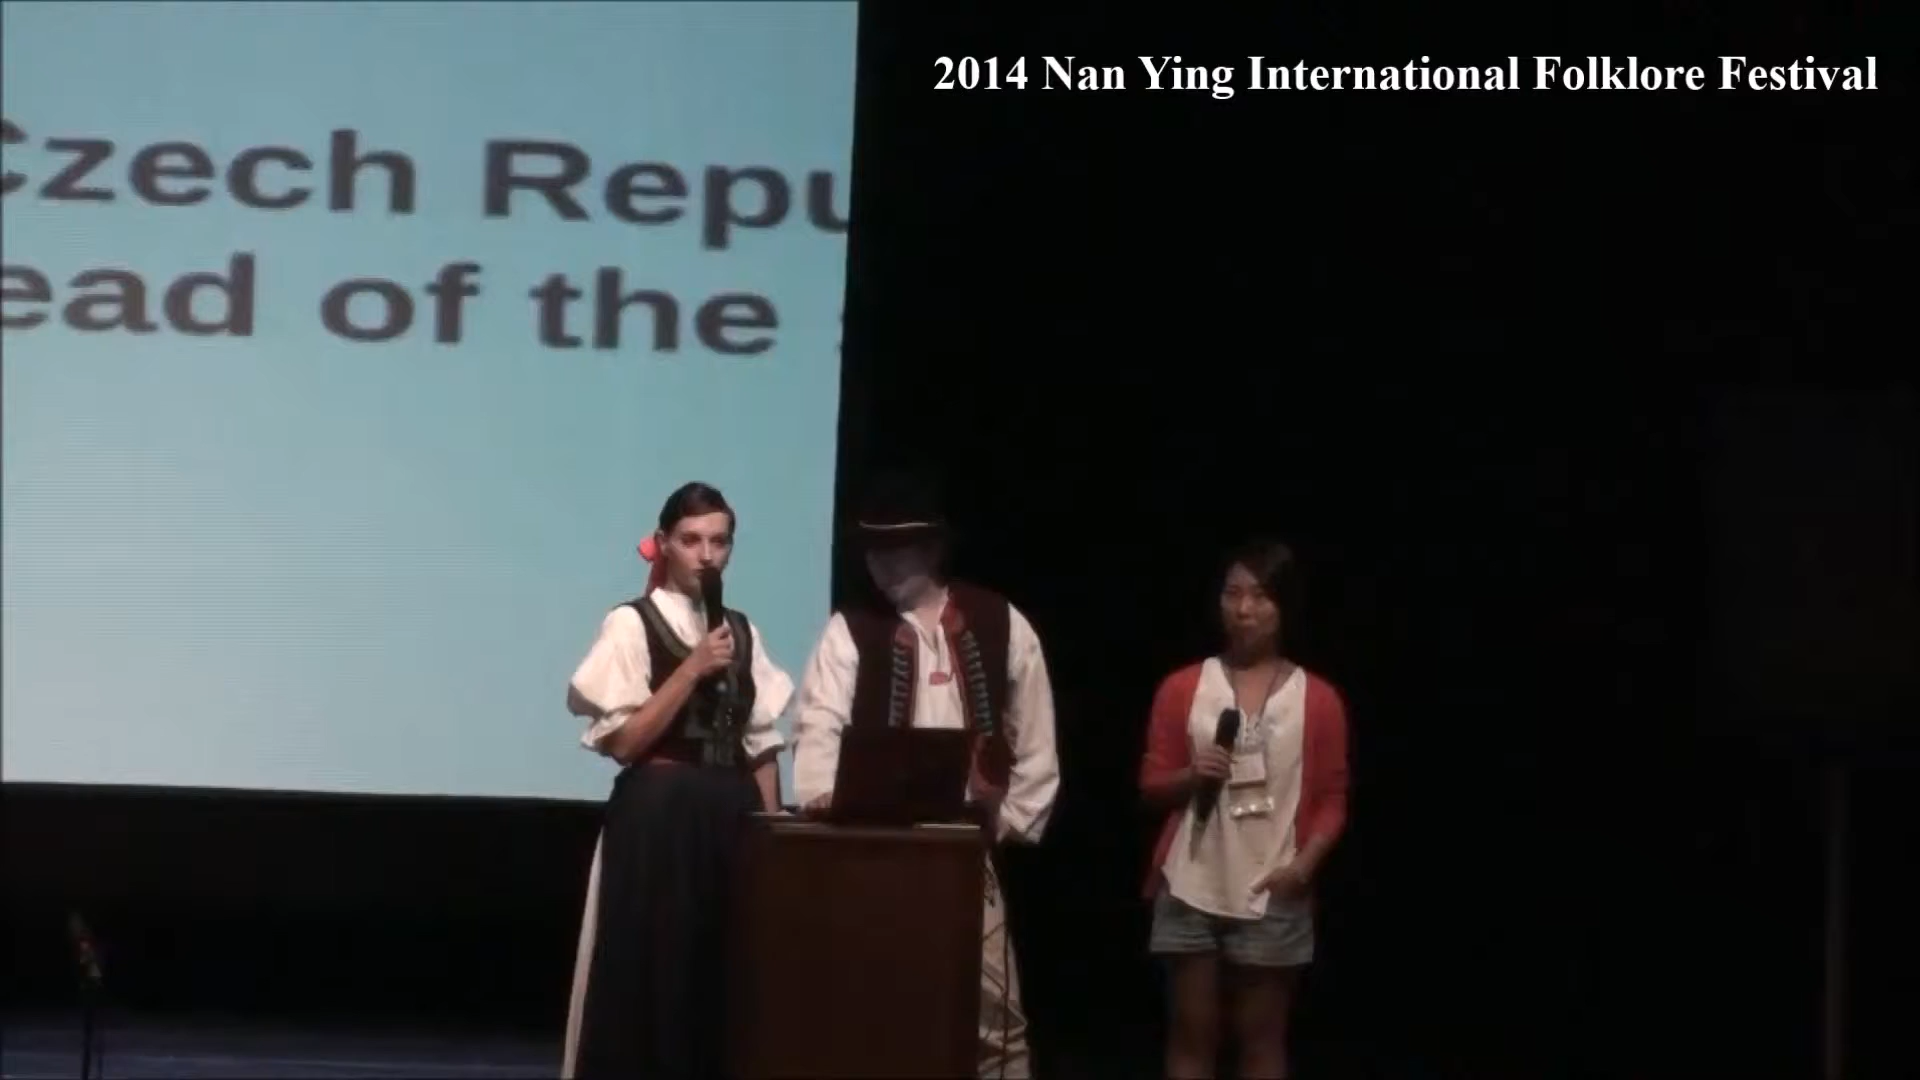 2014 Nan Ying International Folklore Festival
Czech Repu
ead of the